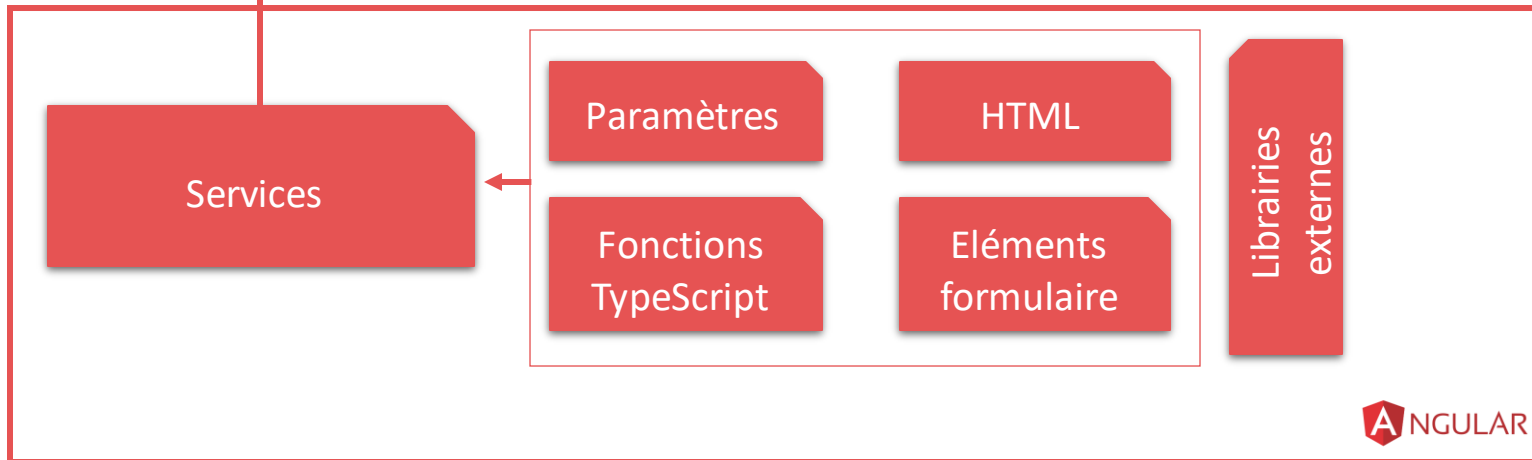 Paramètres
HTML
Services
Fonctions
TypeScript
Eléments
formulaire
Librairies
externes
ANGULAR